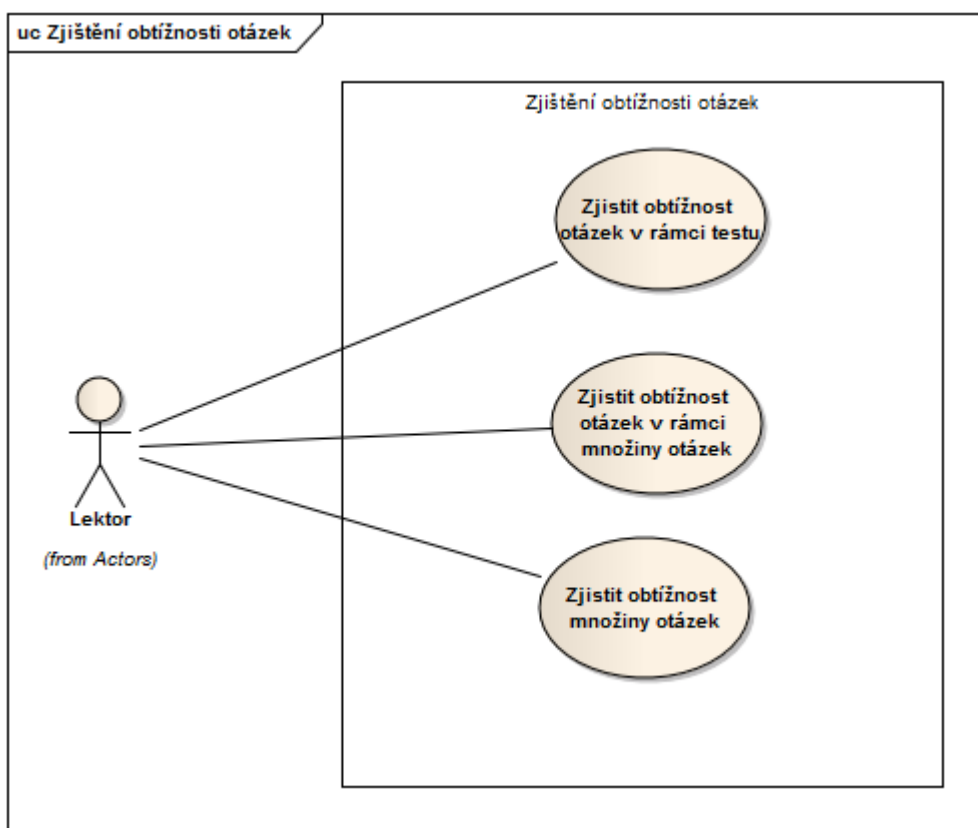 uc Zjištění obtížnosti otázek
Zjištění obtížnosti otázek
Zjistit obtížnost
otázek v rámci testu
Zjistit obtížnost
otázek v rámci
množiny otázek
Lektor
(from Actors)
Zjistit obtížnost
množiny otázek